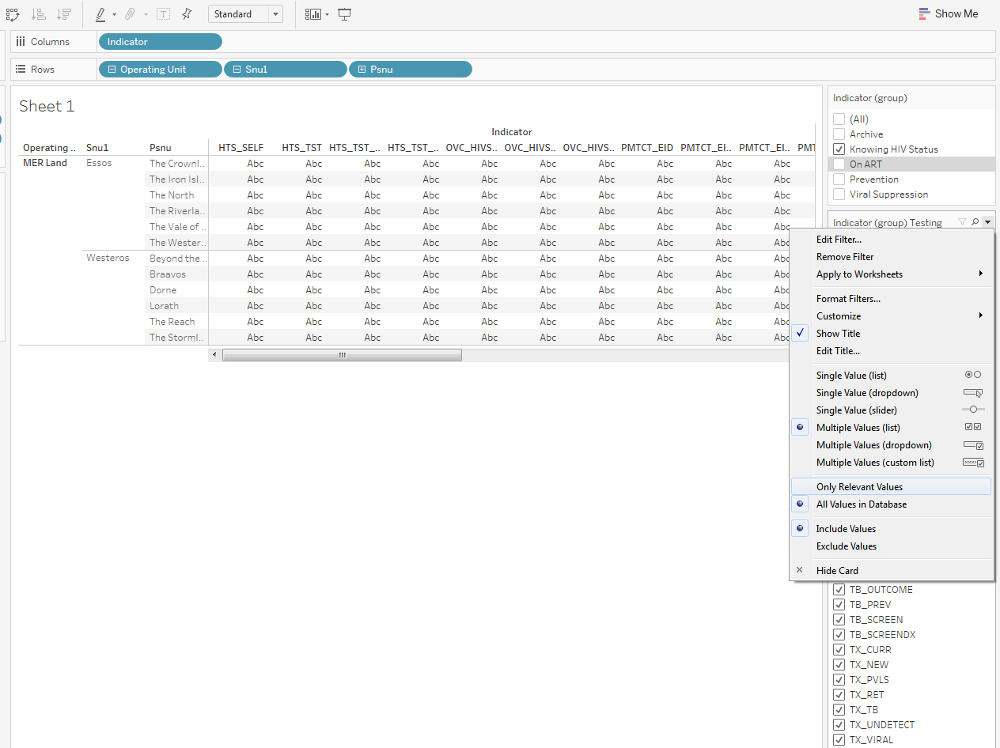 Standard
Show Me
Columns
Indicator
Rows
Operating Unit
Snu1
Psnu
Sheet 1
Indicator
Operating .. Snu1 Psnu HTS_SELF HTS_TST HTS_TST_.. HTS_TST_.. OVC_HIVS.. OVC_HIVS.. OVC_HIVS.. PMTCT_EID PMTCT_EI.. PMTCT_EI.. PMT
MER Land Essos The Crownl.. Abc Abc Abc Abc Abc Abc Abc Abc Abc Abc
The Iron Isl.. Abc Abc Abc Abc Abc Abc Abc Abc Abc Abc
The North Abc Abc Abc Abc Abc Abc Abc Abc Abc Abc
The Riverla.. Abc Abc Abc Abc Abc Abc Abc Abc Abc Abc
The Vale of .. Abc Abc Abc Abc Abc Abc Abc Abc Abc Abc
The Wester.. Abc Abc Abc Abc Abc Abc Abc Abc Abc Abc
Westeros Beyond the .. Abc Abc Abc Abc Abc Abc Abc Abc Abc Abc
Braavos Abc Abc Abc Abc Abc Abc Abc Abc Abc Abc
Dorne Abc Abc Abc Abc Abc Abc Abc Abc Abc Abc
Lorath Abc Abc Abc Abc Abc Abc Abc Abc Abc Abc
The Reach Abc Abc Abc Abc Abc Abc Abc Abc Abc Abc
The Storml.. Abc Abc Abc Abc Abc Abc Abc Abc Abc Abc
Indicator (group)
(All)
Archive
Knowing HIV Status
On ART
Prevention
Viral Suppression
Indicator (group) Testing
Edit Filter...
Remove Filter
Apply to Worksheets
Format Filters...
Customize
Show Title
Edit Title...
Single Value (list)
Single Value (dropdown)
Single Value (slider)
Multiple Values (list)
Multiple Values (dropdown)
Multiple Values (custom list)
Only Relevant Values
All Values in Database
Include Values
Exclude Values
Hide Card
TB_OUTCOME
TB_PREV
TB_SCREEN
TB_SCREENDX
TX_CURR
TX_NEW
TX_PVLS
TX_RET
TX_TB
TX_UNDETECT
TX_VIRAL